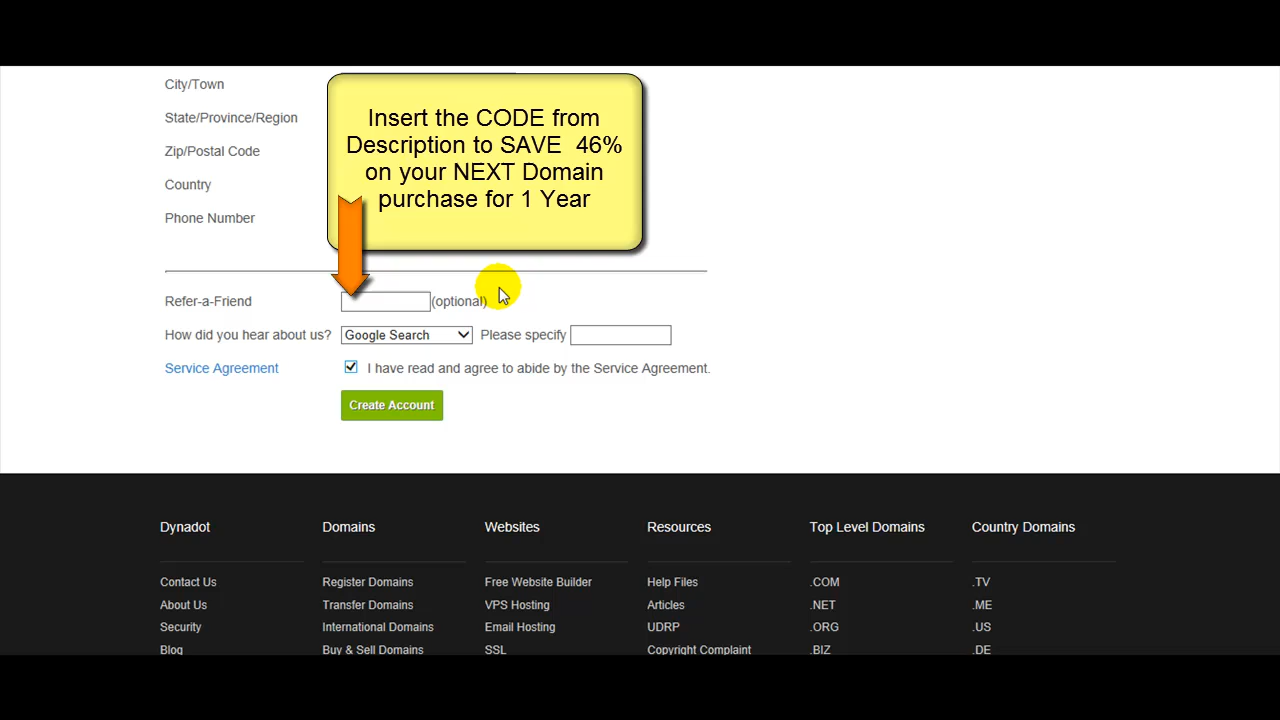 City/Town
State/Province/Region
Zip/Postal Code
Country
Phone Number
Insert the CODE from
Description to SAVE 46%
on your NEXT Domain
purchase for 1 Year
Refer-a-Friend (optional)
How did you hear about us? Google Search Please specify
Service Agreement I have read and agree to abide by the Service Agreement.
Create Account
Dynadot Domains Websites Resources Top Level Domains Country Domains
Contact Us Register Domains Free Website Builder Help Files .COM .TV
About Us Transfer Domains VPS Hosting Articles .NET .ME
Security International Domains Email Hosting UDRP .ORG .US
Blog Buy & Sell Domains SSL Copyright Complaint .BIZ .DE